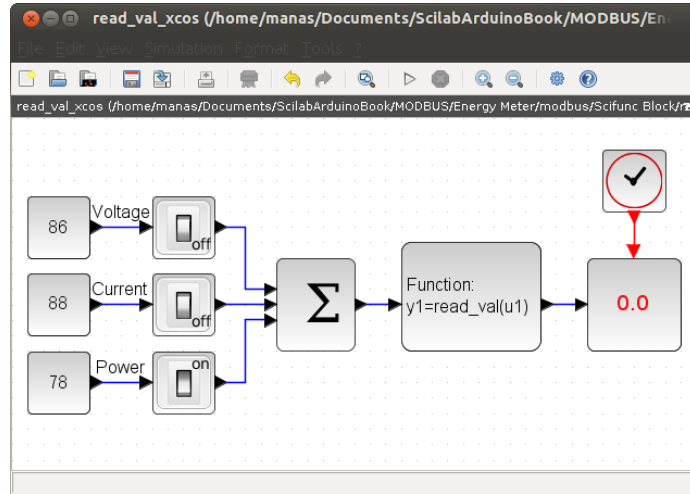 read_val_xcos (/home/manas/Documents/ScilabArduinoBook/MODBUS/En
File Edit View Simulation Format Tools ?
read_val_xcos (/home/manas/Documents/ScilabArduinoBook/MODBUS/Energy Meter/modbus/Scifunc Block/r
86
Voltage
off
88
Current
off
78
Power
on
Σ
Function:
y1=read_val(u1)
0.0